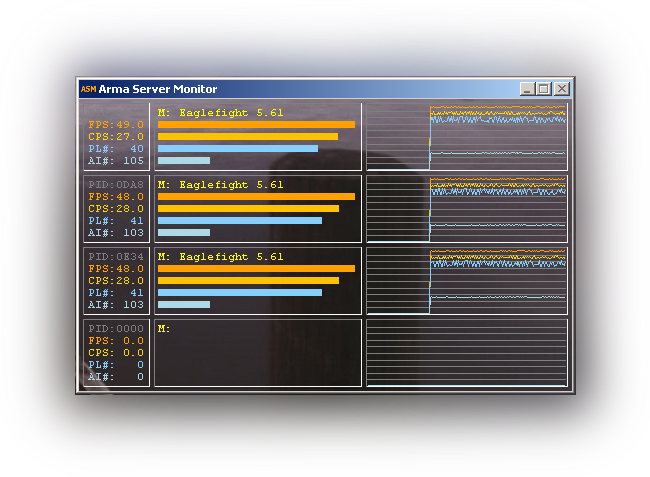 ASM Arma Server Monitor
M: Eaglefight 5.61
FPS:49.0
CPS:27.0
PL#: 40
AI#: 105
PID:0DA8
M: Eaglefight 5.61
FPS:48.0
CPS:28.0
PL#: 41
AI#: 103
PID:0E34
M: Eaglefight 5.61
FPS:48.0
CPS:28.0
PL#: 41
AI#: 103
PID:0000
M:
FPS: 0.0
CPS: 0.0
PL#: 0
AI#: 0